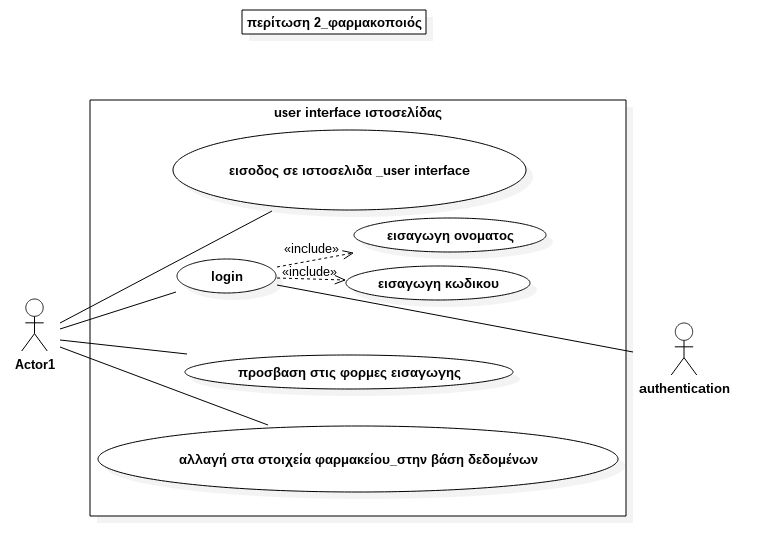 περίτωση 2_φαρμακοποιός
user interface ιστοσελίδας
εισοδος σε ιστοσελιδα _user interface
εισαγωγη ονοματος
«include»
«include»
login
εισαγωγη κωδικου
Actor1
προσβαση στις φορμες εισαγωγης
authentication
αλλαγή στα στοιχεία φαρμακείου_στην βάση δεδομένων